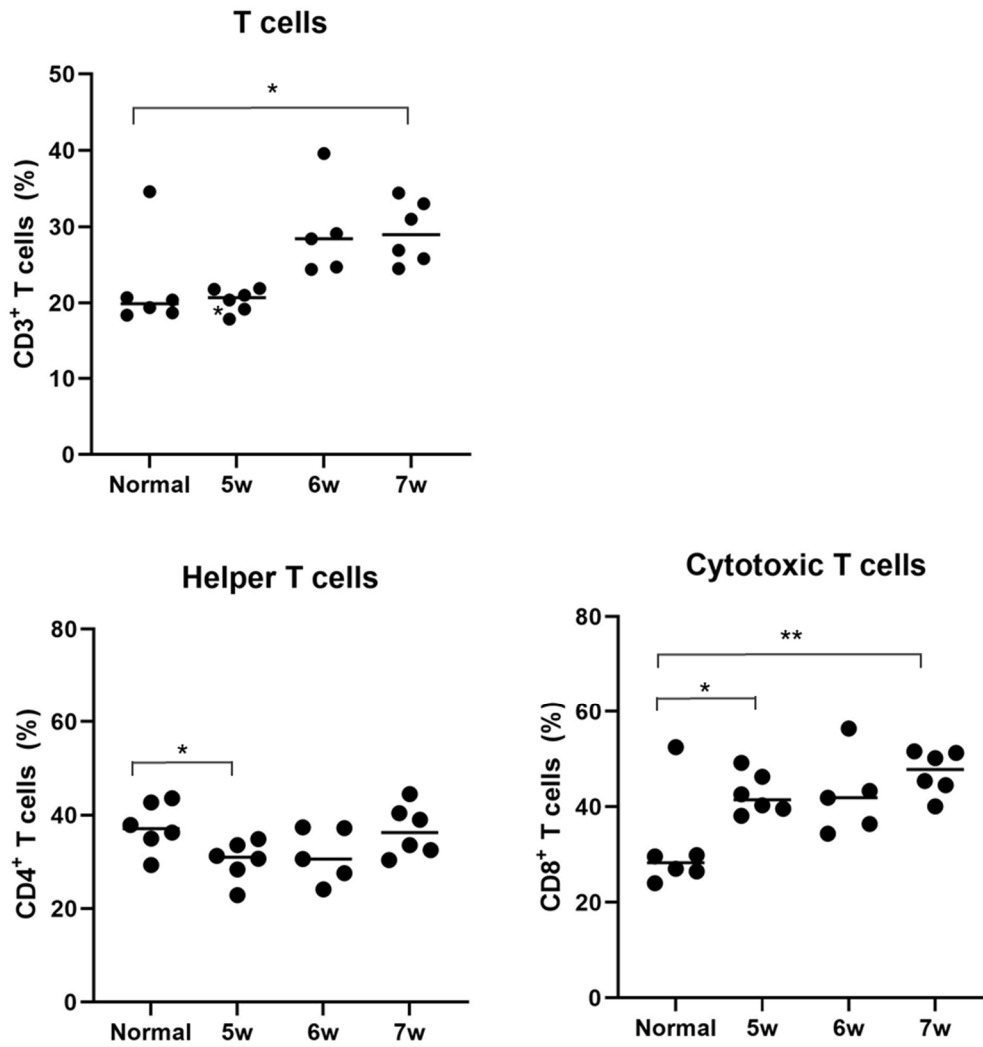 T cells
CD3⁺ T cells (%)
50
40
30
20
10
0
*
*
Normal 5w 6w 7w
Helper T cells
CD4⁺ T cells (%)
80
60
40
20
0
*
Normal 5w 6w 7w
Cytotoxic T cells
CD8⁺ T cells (%)
80
60
40
20
0
**
*
Normal 5w 6w 7w